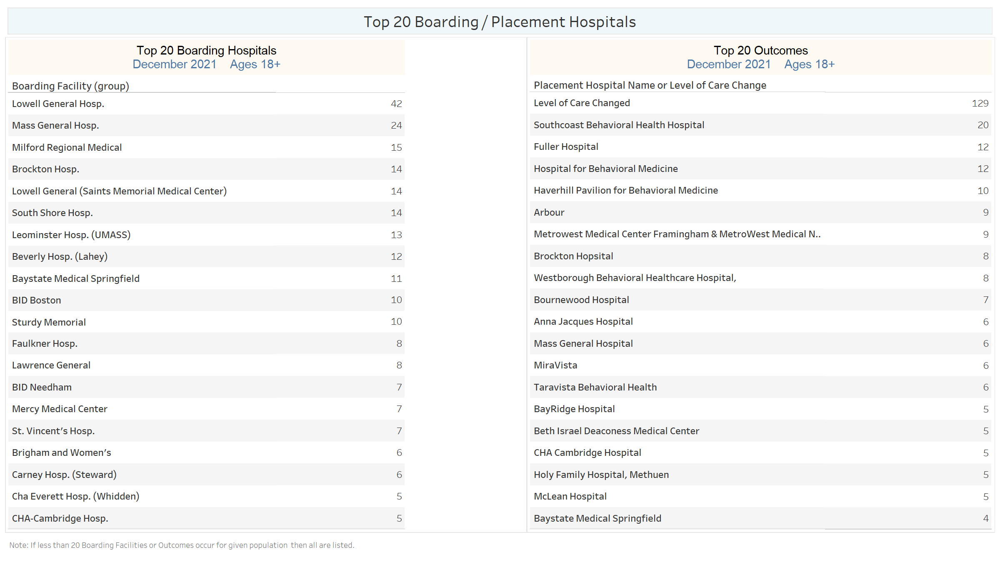 Top 20 Boarding / Placement Hospitals
Top 20 Boarding Hospitals
December 2021 Ages 18+
Boarding Facility (group)
Lowell General Hosp. 42
Mass General Hosp. 24
Milford Regional Medical 15
Brockton Hosp. 14
Lowell General (Saints Memorial Medical Center) 14
South Shore Hosp. 14
Leominster Hosp. (UMASS) 13
Beverly Hosp. (Lahey) 12
Baystate Medical Springfield 11
BID Boston 10
Sturdy Memorial 10
Faulkner Hosp. 8
Lawrence General 8
BID Needham 7
Mercy Medical Center 7
St. Vincent's Hosp. 7
Brigham and Women's 6
Carney Hosp. (Steward) 6
Cha Everett Hosp. (Whidden) 5
CHA-Cambridge Hosp. 5
Top 20 Outcomes
December 2021 Ages 18+
Placement Hospital Name or Level of Care Change
Level of Care Changed 129
Southcoast Behavioral Health Hospital 20
Fuller Hospital 12
Hospital for Behavioral Medicine 12
Haverhill Pavilion for Behavioral Medicine 10
Arbour 9
Metrowest Medical Center Framingham & MetroWest Medical N.. 9
Brockton Hopsital 8
Westborough Behavioral Healthcare Hospital, 8
Bournewood Hospital 7
Anna Jacques Hospital 6
Mass General Hospital 6
MiraVista 6
Taravista Behavioral Health 6
BayRidge Hospital 5
Beth Israel Deaconess Medical Center 5
CHA Cambridge Hospital 5
Holy Family Hospital, Methuen 5
McLean Hospital 5
Baystate Medical Springfield 4
Note: If less than 20 Boarding Facilities or Outcomes occur for given population then all are listed.